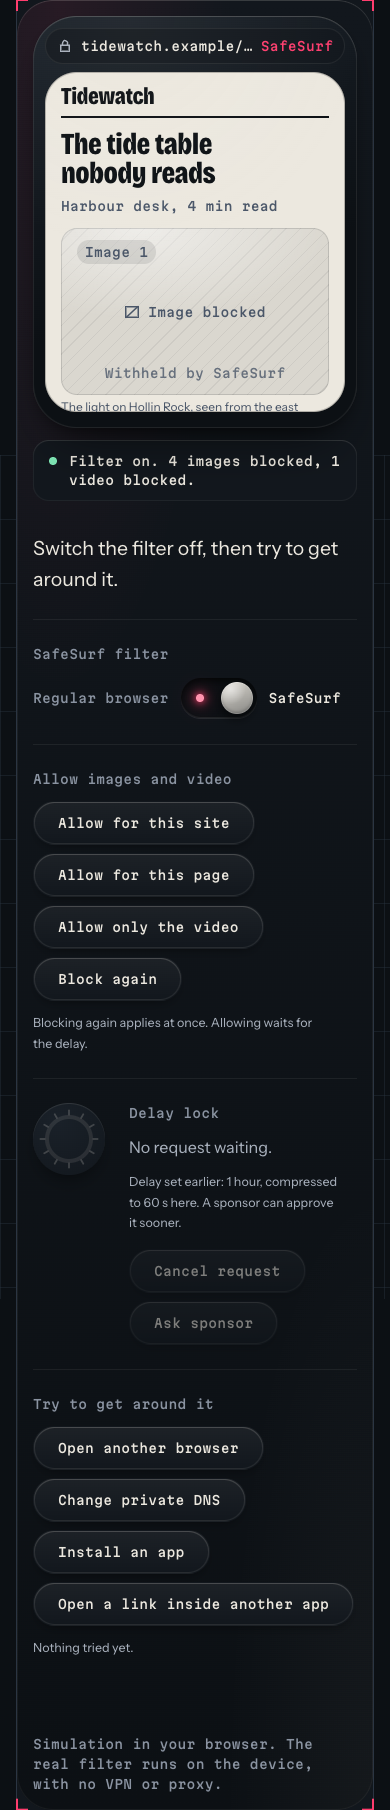 tidewatch.example/… SafeSurf
Tidewatch
The tide table
nobody reads
Harbour desk, 4 min read
Image 1
Image blocked
Withheld by SafeSurf
The light on Hollin Rock, seen from the east
Filter on. 4 images blocked, 1
video blocked.
Switch the filter off, then try to get
around it.
SafeSurf filter
Regular browser SafeSurf
Allow images and video
Allow for this site
Allow for this page
Allow only the video
Block again
Blocking again applies at once. Allowing waits for
the delay.
Delay lock
No request waiting.
Delay set earlier: 1 hour, compressed
to 60 s here. A sponsor can approve
it sooner.
Cancel request
Ask sponsor
Try to get around it
Open another browser
Change private DNS
Install an app
Open a link inside another app
Nothing tried yet.
Simulation in your browser. The
real filter runs on the device,
with no VPN or proxy.